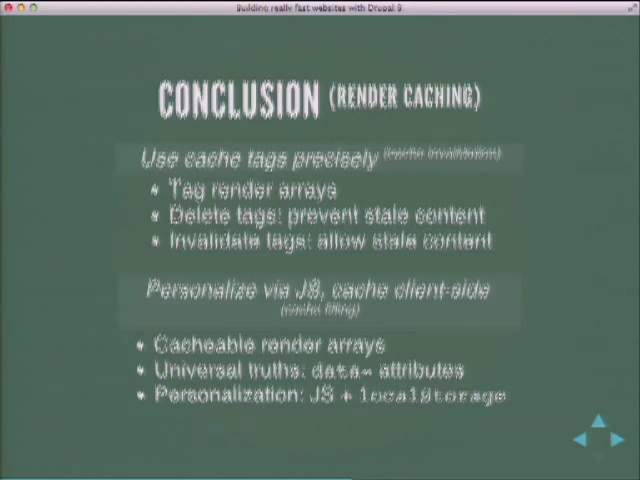 Building really fast websites with Drupal 8
CONCLUSION (RENDER CACHING)
Use cache tags precisely (cache invalidation)
Tag render arrays
Delete tags: prevent stale content
Invalidate tags: allow stale content
Personalize via JS, cache client-side
(cache filling)
Cacheable render arrays
Universal truths: data- attributes
Personalization: JS + localStorage